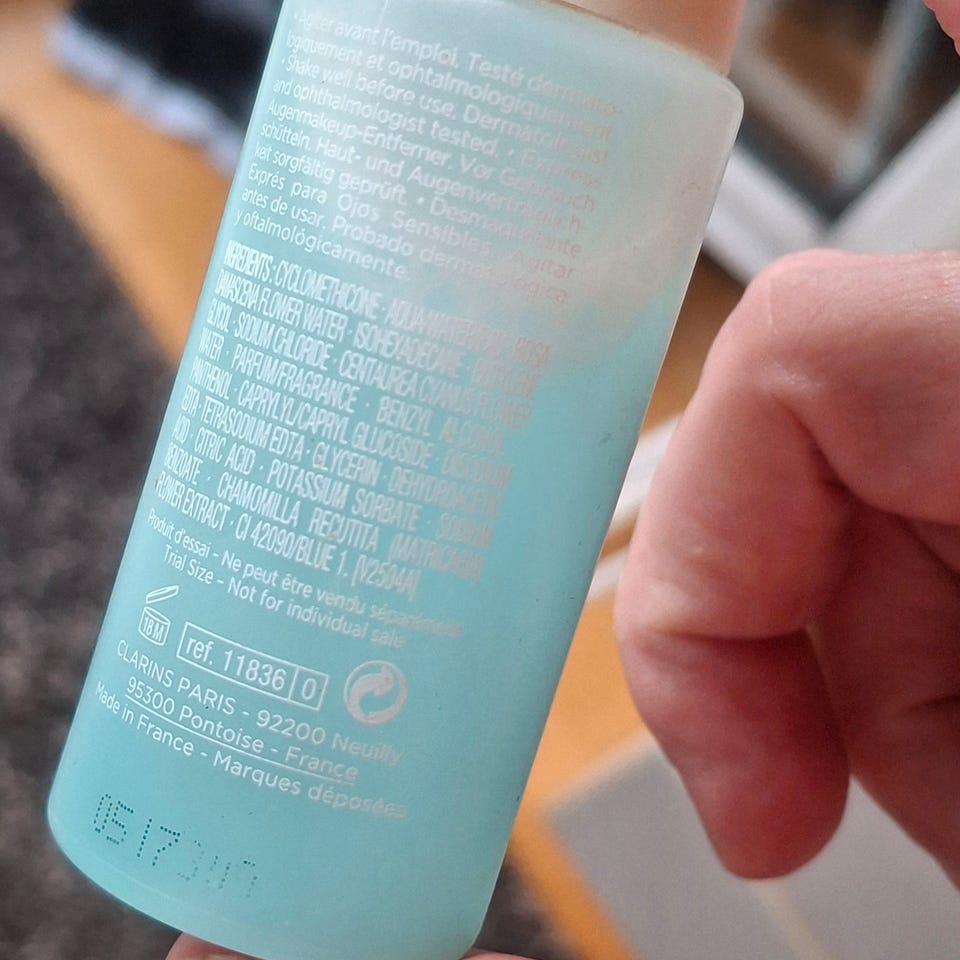 • Agiter avant l'emploi. Testé dermato-
logiquement et ophtalmologiquement
• Shake well before use. Dermatologist
and ophthalmologist tested. • Express
Augenmakeup-Entferner. Vor Gebrauch
schütteln. Haut- und Augenverträglich-
keit sorgfältig geprüft. • Desmaquillante
Exprés para Ojos Sensibles. Agitar
antes de usar. Probado dermatológica
y oftalmológicamente.
INGREDIENTS : CYCLOMETHICONE · AQUA/WATER/EAU · ROSA
DAMASCENA FLOWER WATER · ISOHEXADECANE · BUTYLENE
GLYCOL · SODIUM CHLORIDE · CENTAUREA CYANUS FLOWER
WATER · PARFUM/FRAGRANCE · BENZYL ALCOHOL ·
PANTHENOL · CAPRYLYL/CAPRYL GLUCOSIDE · DISODIUM
EDTA · TETRASODIUM EDTA · GLYCERIN · DEHYDROACETIC
ACID · CITRIC ACID · POTASSIUM SORBATE · SODIUM
BENZOATE · CHAMOMILLA RECUTITA (MATRICARIA)
FLOWER EXTRACT · CI 42090/BLUE 1. [V2504A]
Produit d'essai - Ne peut être vendu séparément
Trial Size - Not for individual sale
18 M
ref. 11836 0
CLARINS PARIS - 92200 Neuilly
95300 Pontoise - France
Made in France - Marques déposées
05 17